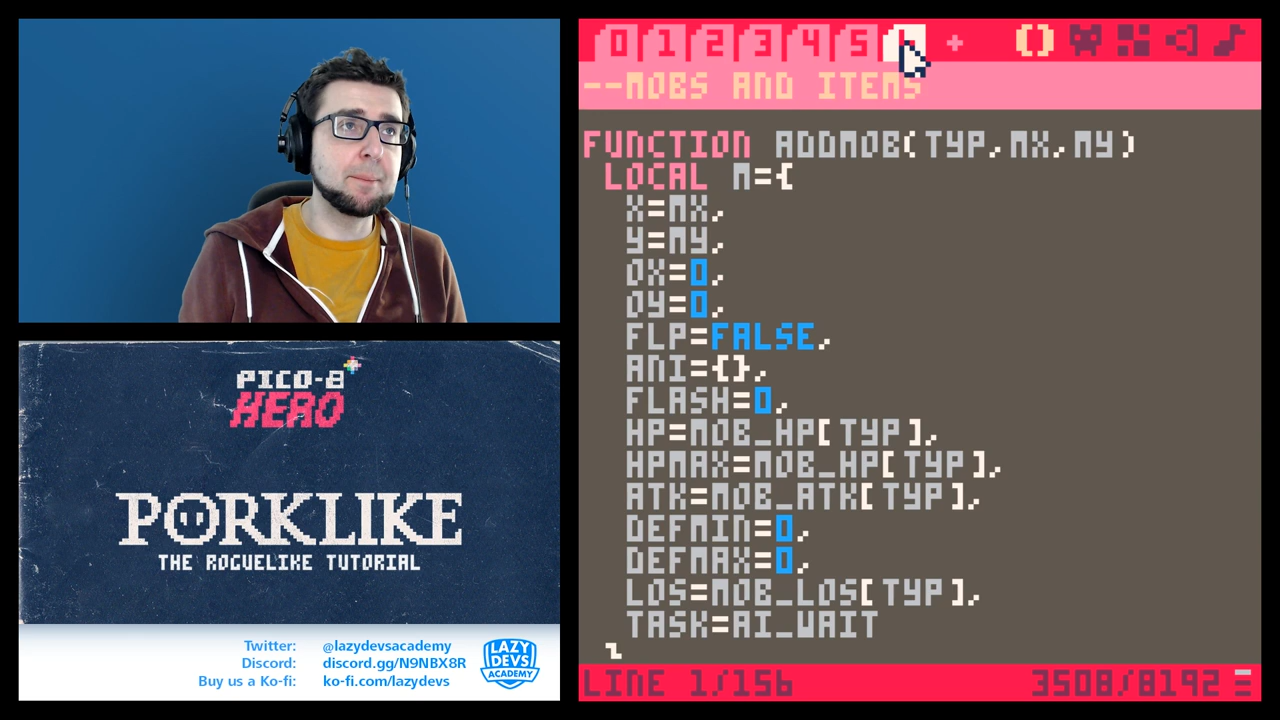 PICO-8
HERO
PORKLIKE
THE ROGUELIKE TUTORIAL
Twitter: @lazydevsacademy
Discord: discord.gg/N9NBX8R
Buy us a Ko-fi: ko-fi.com/lazydevs
LAZY
DEVS
ACADEMY
0 1 2 3 4 5 +
--MOBS AND ITEMS
FUNCTION ADDMOB(TYP,MX,MY)
LOCAL M={
X=MX,
Y=MY,
OX=0,
OY=0,
FLP=FALSE,
ANI={},
FLASH=0,
HP=MOB_HP[TYP],
HPMAX=MOB_HP[TYP],
ATK=MOB_ATK[TYP],
DEFMIN=0,
DEFMAX=0,
LOS=MOB_LOS[TYP],
TASK=AI_WAIT
LINE 1/156
3508/8192